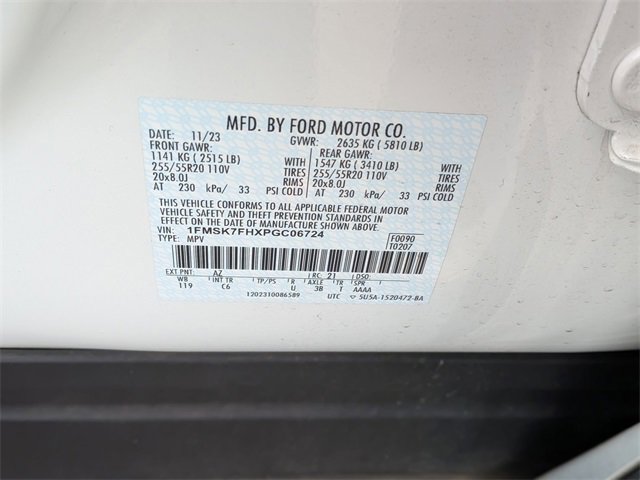 MFD. BY FORD MOTOR CO.
DATE: 11/23 GVWR: 2635 KG ( 5810 LB)
FRONT GAWR: REAR GAWR:
1141 KG ( 2515 LB) WITH 1547 KG ( 3410 LB) WITH
255/55R20 110V TIRES 255/55R20 110V TIRES
20x8.0J RIMS 20x8.0J RIMS
AT 230 kPa/ 33 PSI COLD AT 230 kPa/ 33 PSI COLD
THIS VEHICLE CONFORMS TO ALL APPLICABLE FEDERAL MOTOR
VEHICLE SAFETY AND THEFT PREVENTION STANDARDS IN
EFFECT ON THE DATE OF MANUFACTURE SHOWN ABOVE.
VIN: 1FMSK7FHXPGC06724 F0090
TYPE: MPV T0207
EXT PNT: AZ RC: 21 DSO:
WB TP/PS R AXLE TR SPR
119 C6 U 3B T AAAA
1202310086589 UTC 5U5A-1520472-BA